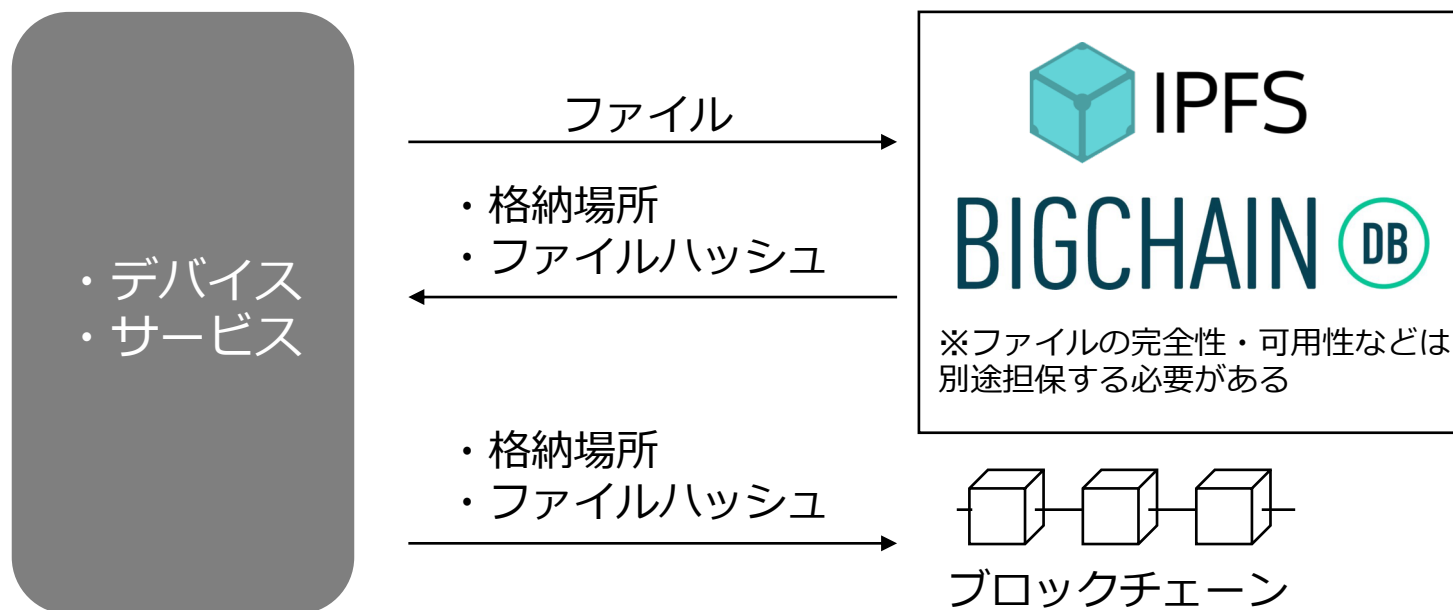 ・デバイス
・サービス
ファイル
・格納場所
・ファイルハッシュ
・格納場所
・ファイルハッシュ
IPFS
BIGCHAIN DB
※ファイルの完全性・可用性などは
別途担保する必要がある
ブロックチェーン